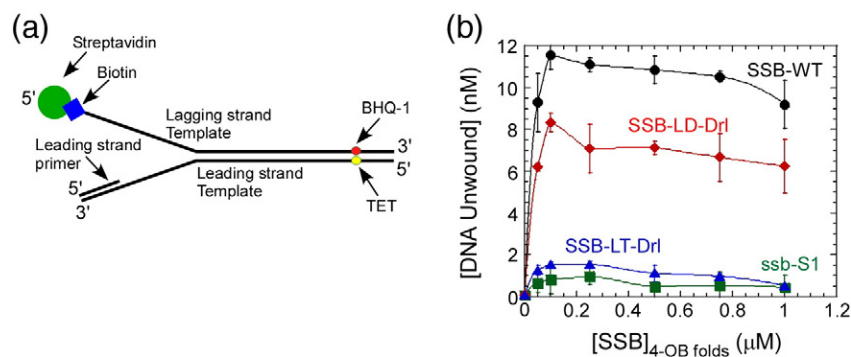 (a)
Streptavidin
5'
Biotin
Lagging strand
Template
BHQ-1
3'
5'
Leading strand
primer
5'
3'
Leading strand
Template
TET
(b)
[DNA Unwound] (nM)
12
10
8
6
4
2
0
SSB-WT
SSB-LD-Drl
SSB-LT-Drl
ssb-S1
0 0.2 0.4 0.6 0.8 1 1.2
[SSB]4-OB folds (μM)